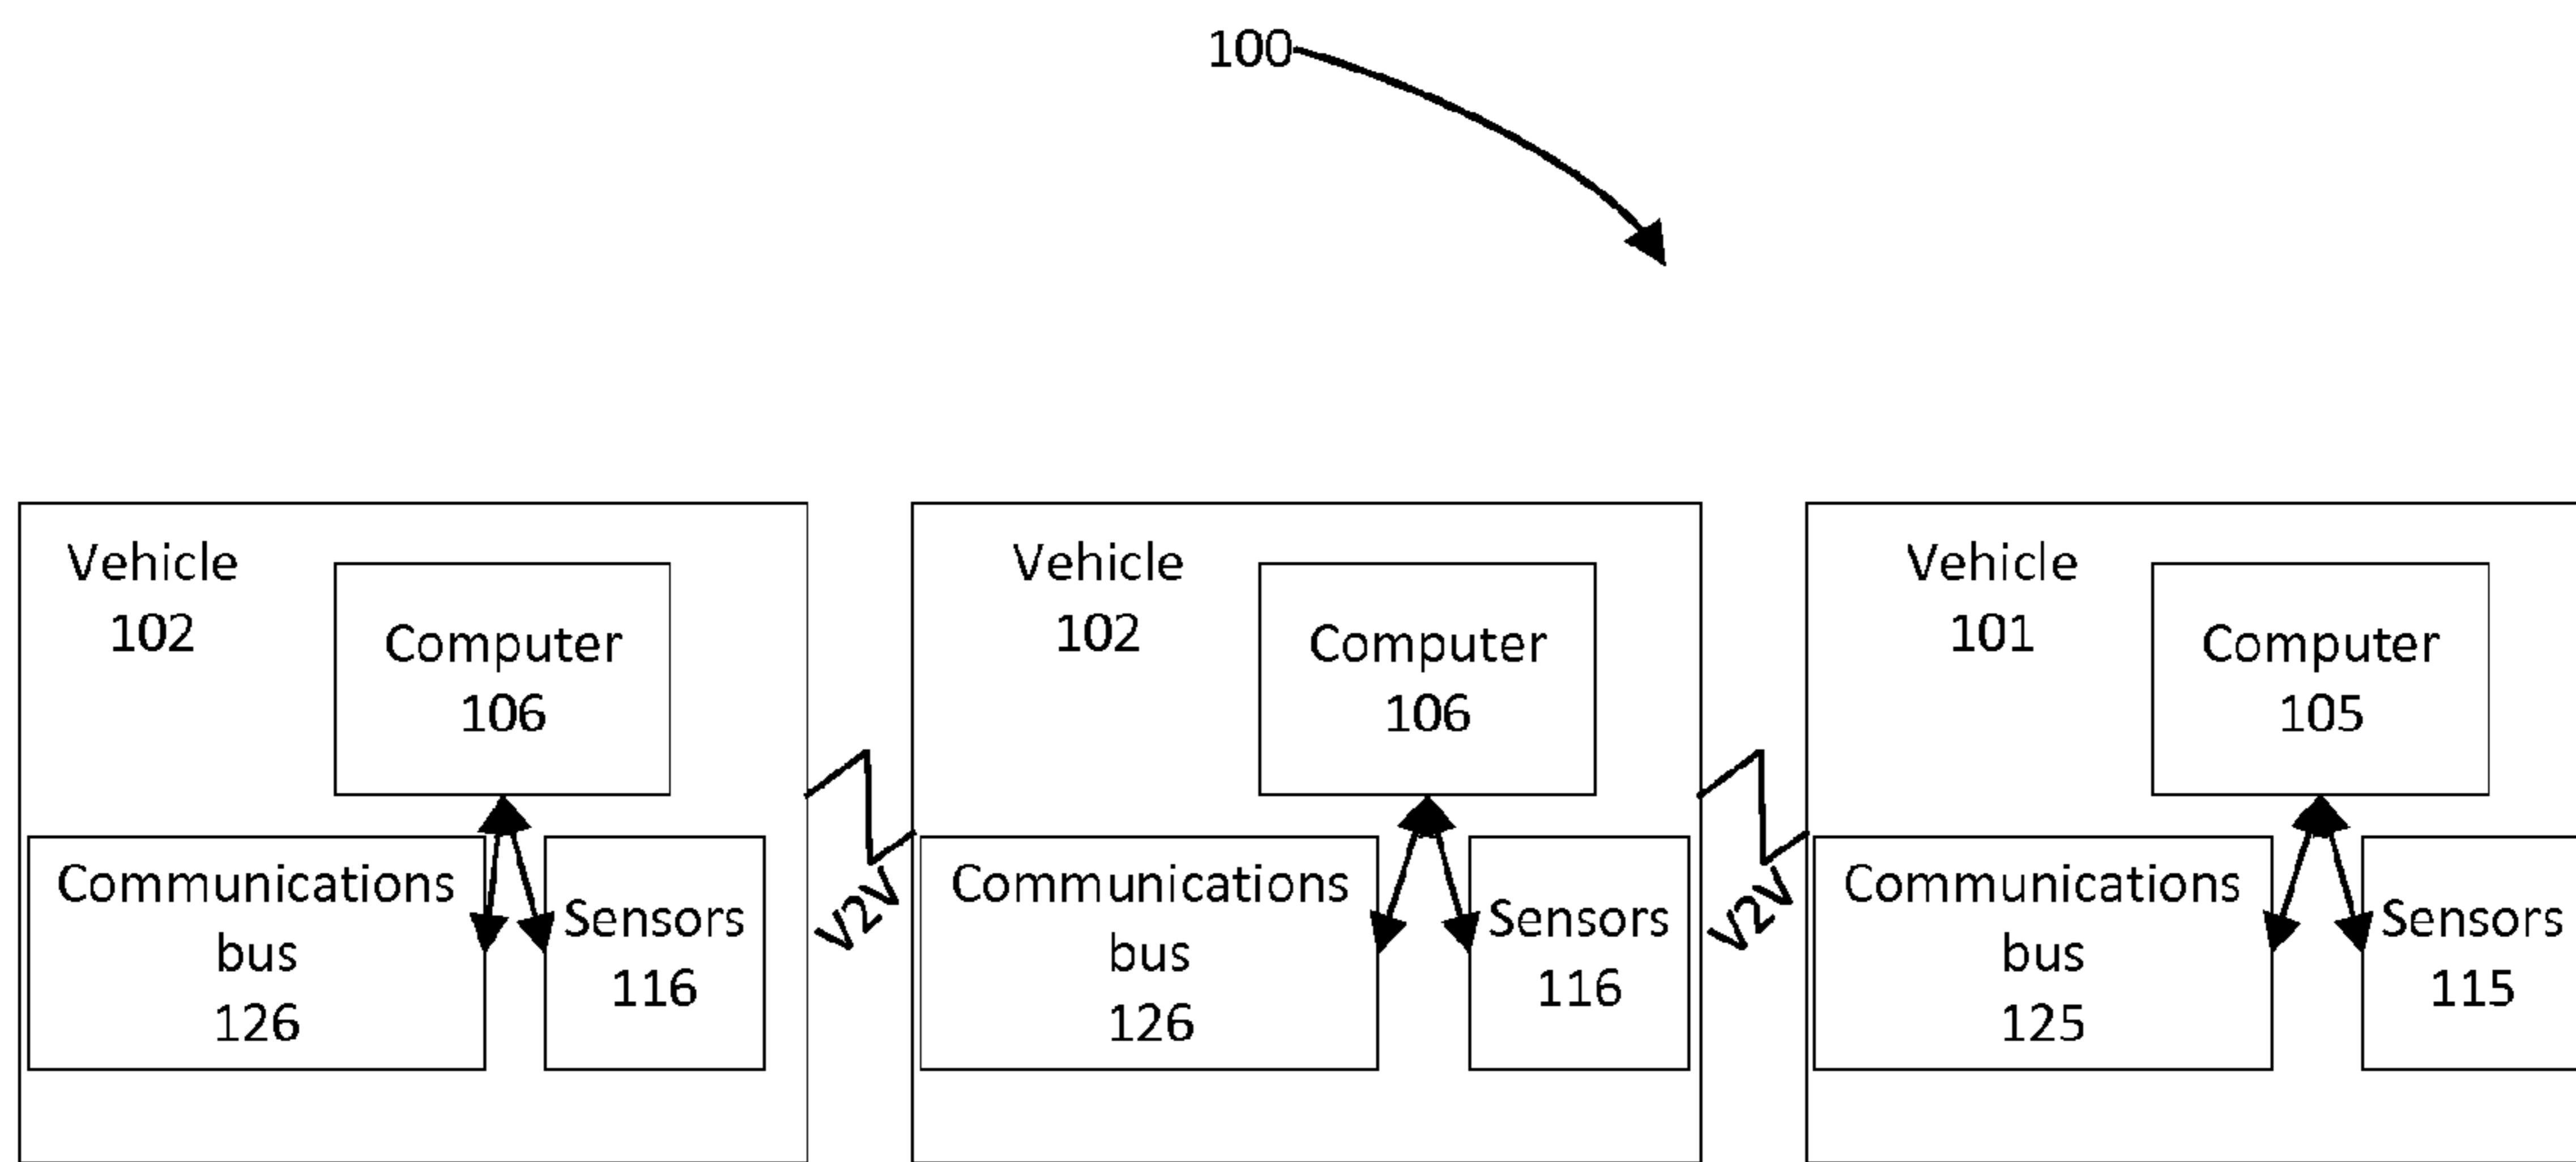 100
Vehicle
102
Computer
106
Communications
bus
126
Sensors
116
V2V
Vehicle
102
Computer
106
Communications
bus
126
Sensors
116
V2V
Vehicle
101
Computer
105
Communications
bus
125
Sensors
115